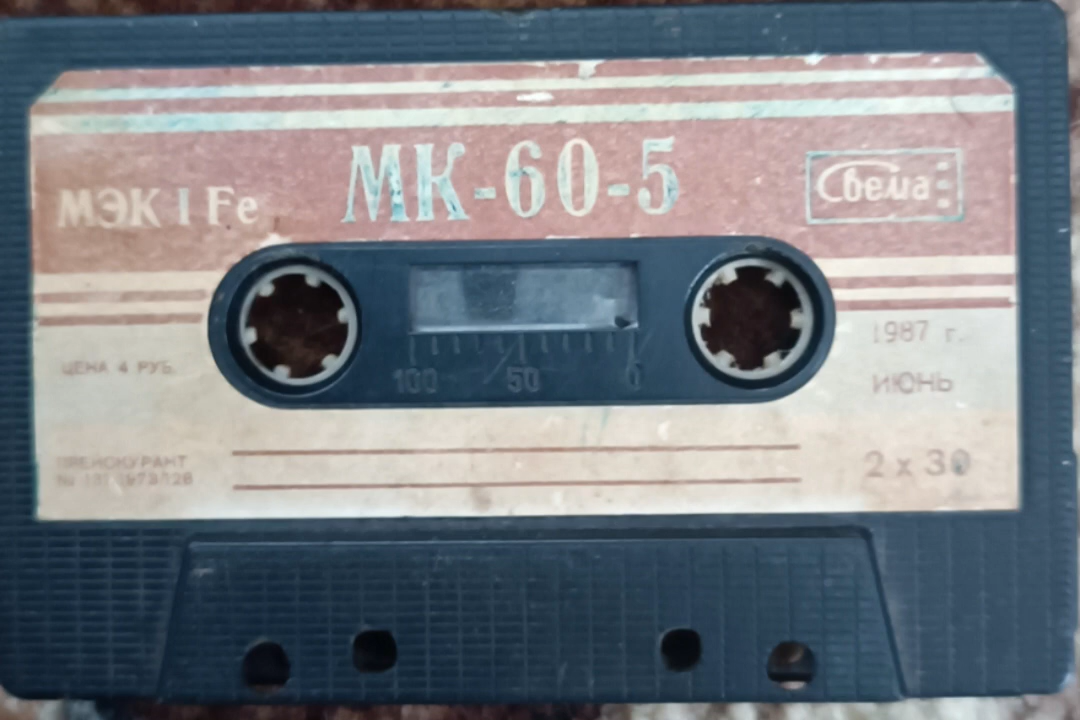 МК-60-5
МЭК I Fe
Свема
100 50 0
1987 г.
ЦЕНА 4 РУБ.
ИЮНЬ
ПРЕЙСКУРАНТ
2 х 30